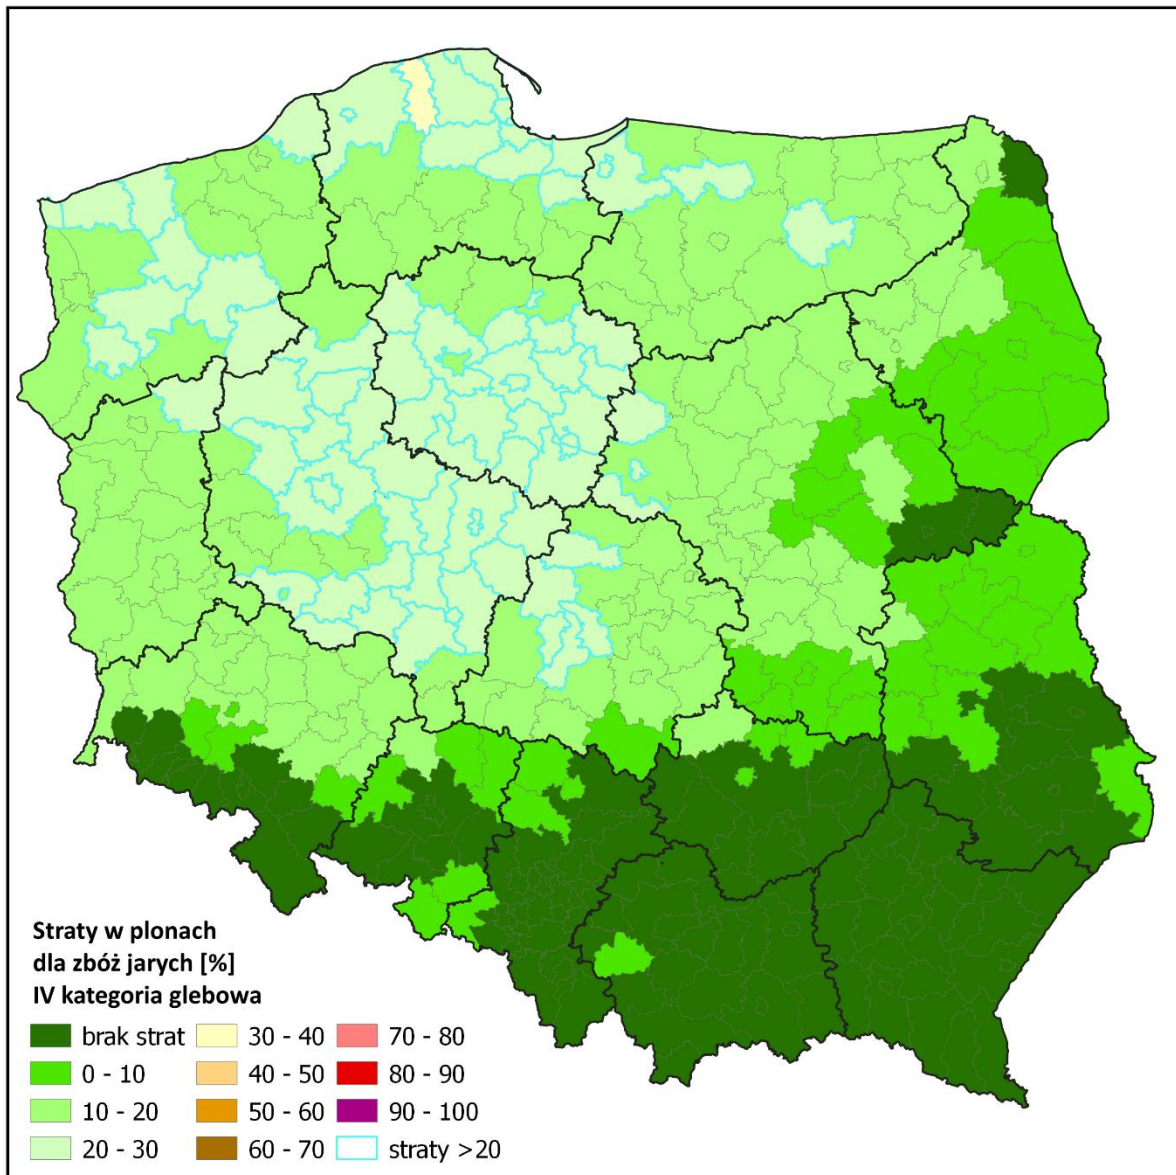 Straty w plonach
dla zbóż jarych [%]
IV kategoria glebowa
brak strat
0 - 10
10 - 20
20 - 30
30 - 40
40 - 50
50 - 60
60 - 70
70 - 80
80 - 90
90 - 100
straty >20